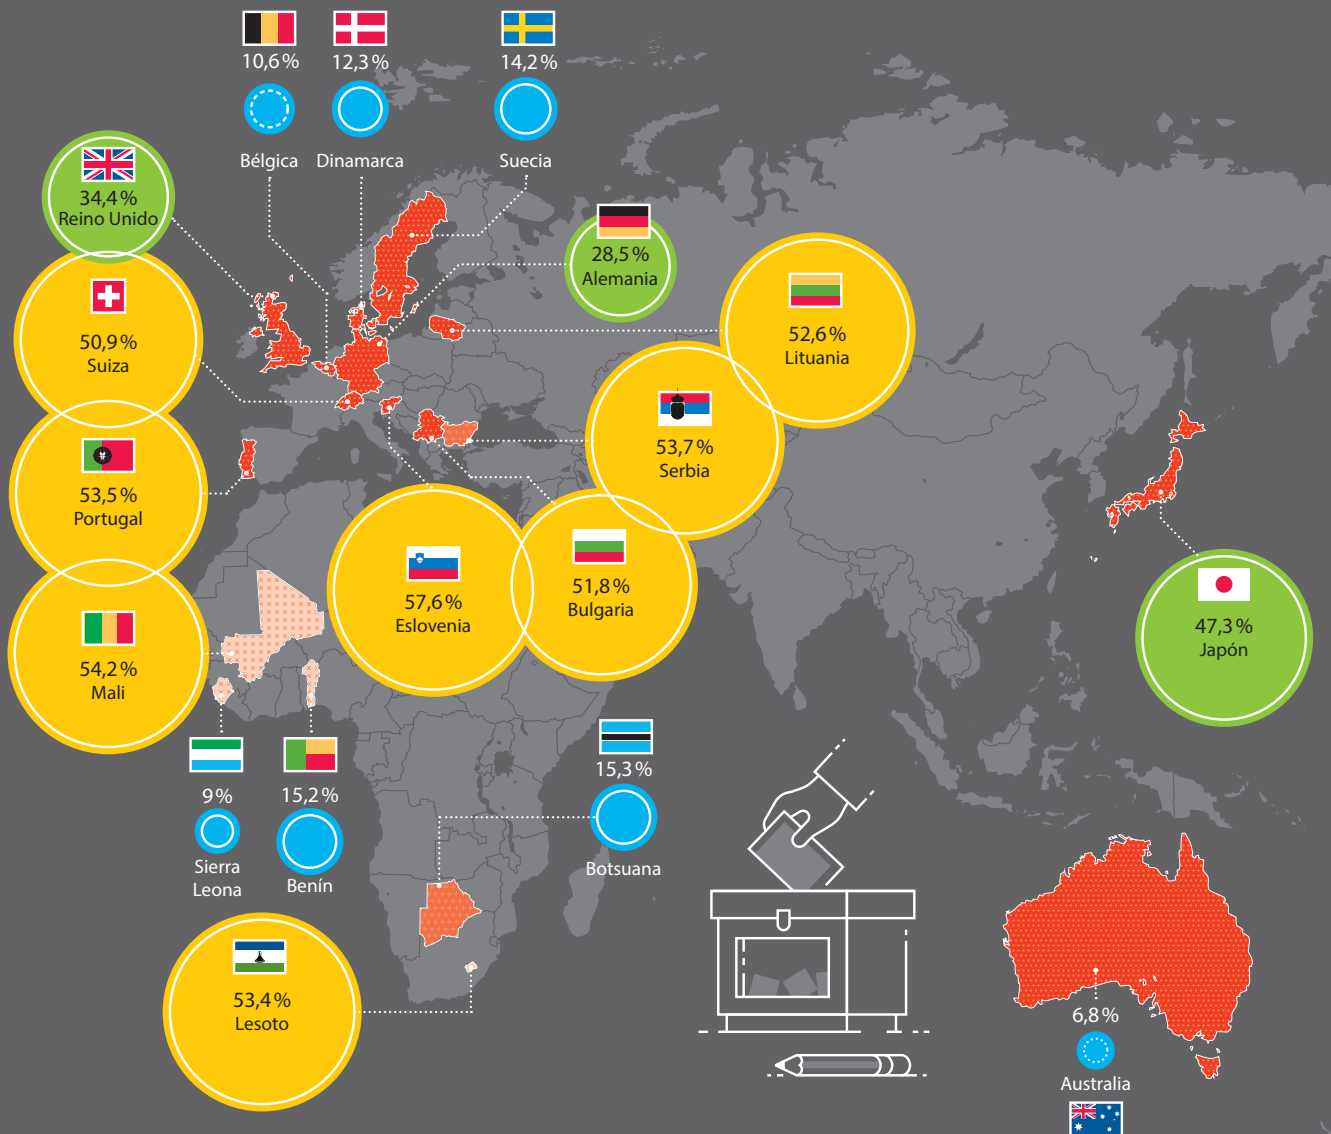 10,6 %
Bélgica
12,3 %
Dinamarca
14,2 %
Suecia
34,4 %
Reino Unido
28,5 %
Alemania
50,9 %
Suiza
52,6 %
Lituania
53,7 %
Serbia
53,5 %
Portugal
57,6 %
Eslovenia
51,8 %
Bulgaria
47,3 %
Japón
54,2 %
Mali
9 %
Sierra
Leona
15,2 %
Benín
15,3 %
Botsuana
53,4 %
Lesoto
6,8 %
Australia